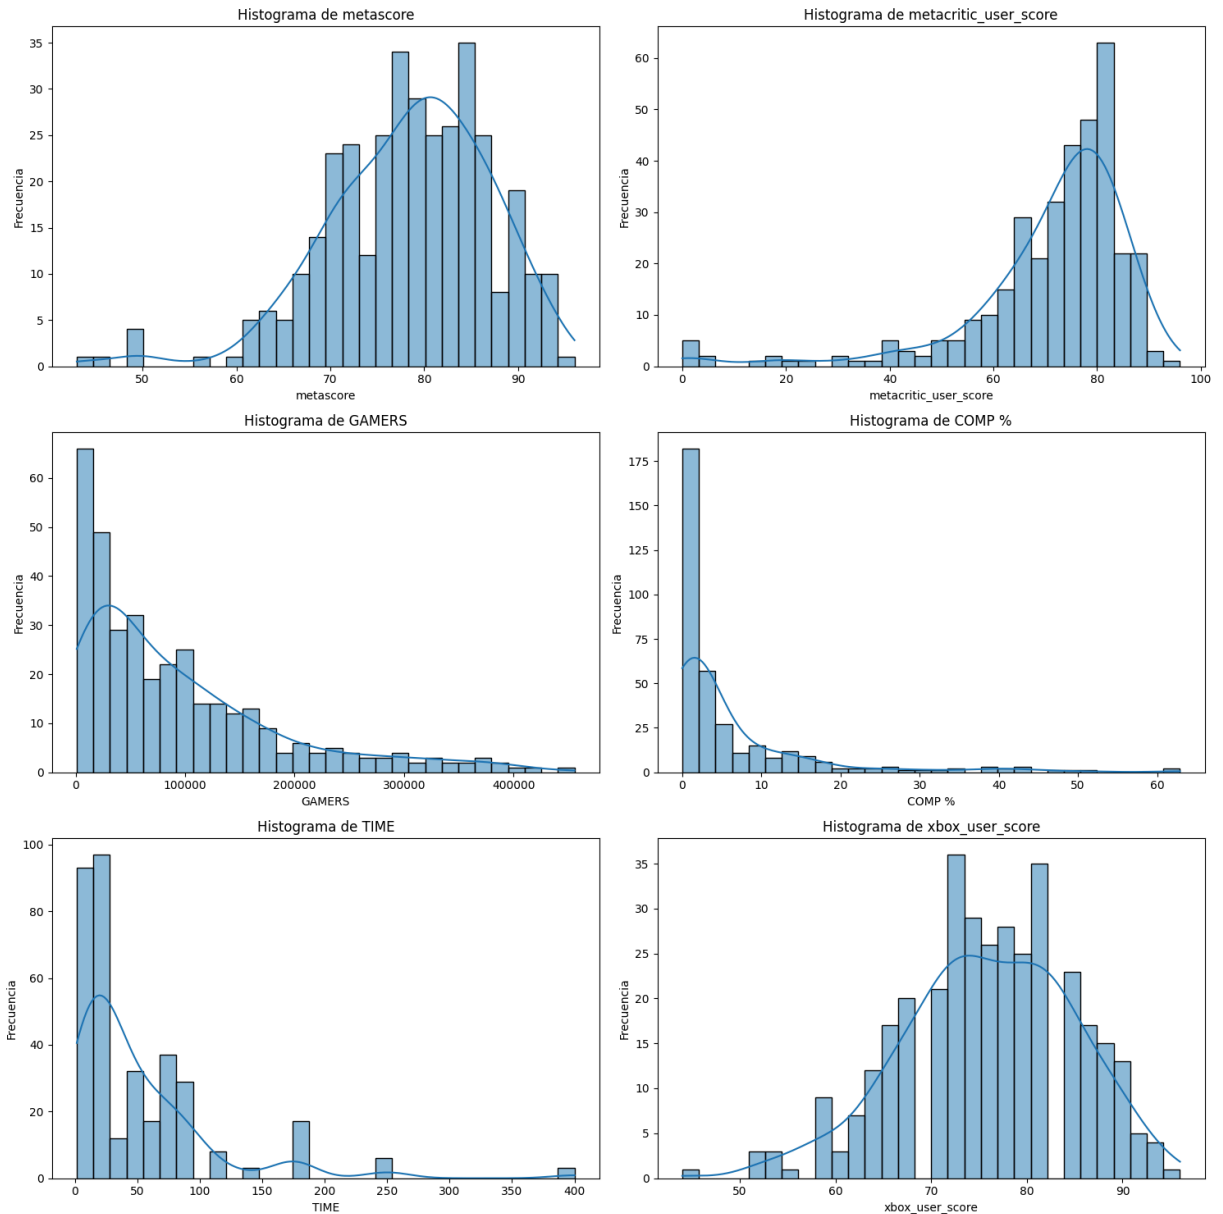 Histograma de metascore
Frecuencia
35
30
25
20
15
10
5
0
50 60 70 80 90
metascore
Histograma de metacritic_user_score
Frecuencia
60
50
40
30
20
10
0
0 20 40 60 80 100
metacritic_user_score
Histograma de GAMERS
Frecuencia
60
50
40
30
20
10
0
0 100000 200000 300000 400000
GAMERS
Histograma de COMP %
Frecuencia
175
150
125
100
75
50
25
0
0 10 20 30 40 50 60
COMP %
Histograma de TIME
Frecuencia
100
80
60
40
20
0
0 50 100 150 200 250 300 350 400
TIME
Histograma de xbox_user_score
Frecuencia
35
30
25
20
15
10
5
0
50 60 70 80 90
xbox_user_score